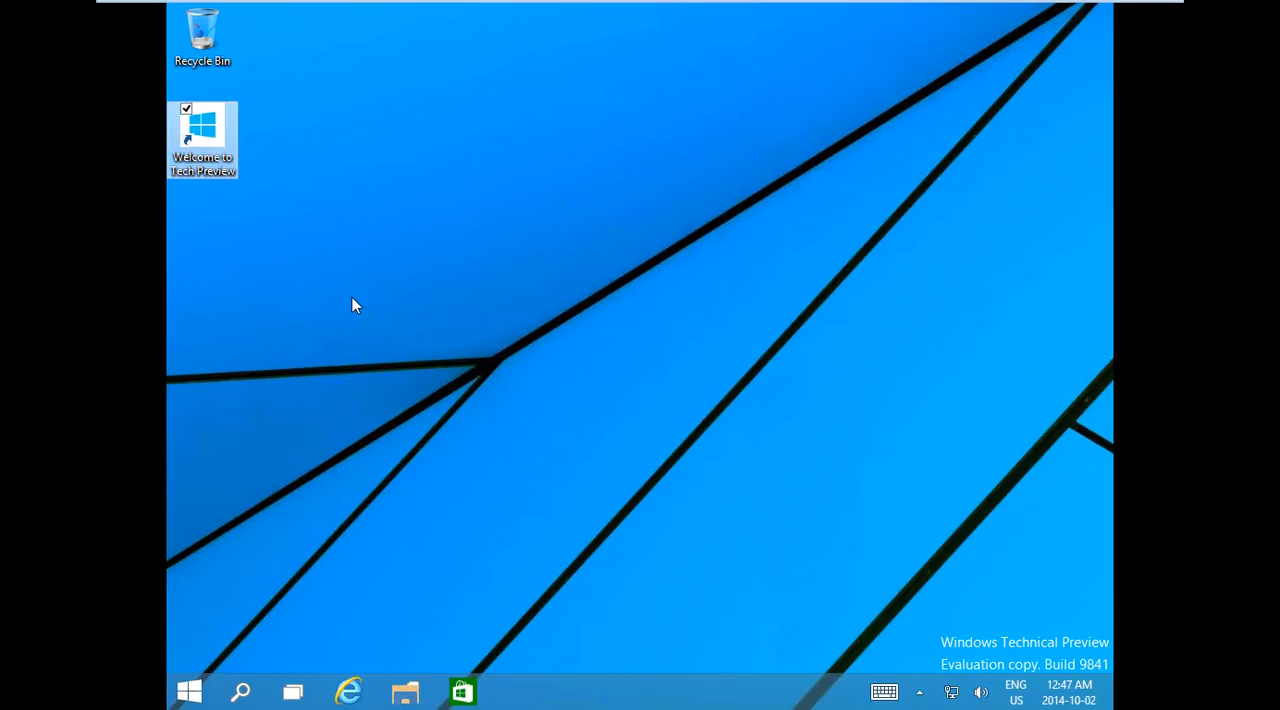 Recycle Bin
Welcome to
Tech Preview
Windows Technical Preview
Evaluation copy. Build 9841
ENG
US
12:47 AM
2014-10-02